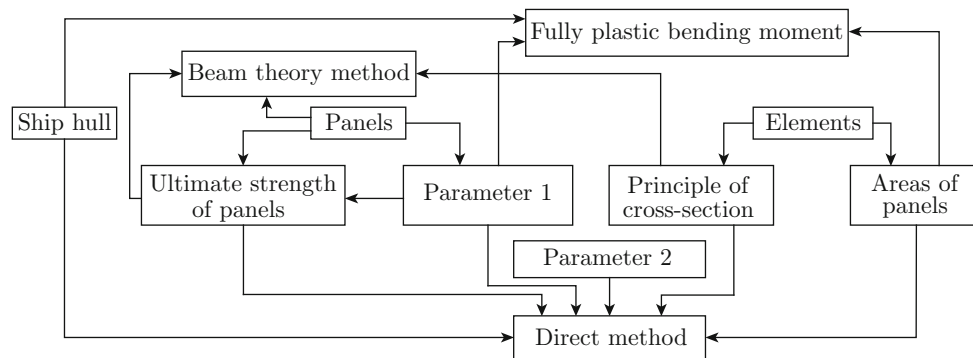 Fully plastic bending moment
Beam theory method
Ship hull
Panels
Elements
Ultimate strength
of panels
Parameter 1
Principle of
cross-section
Areas of
panels
Parameter 2
Direct method